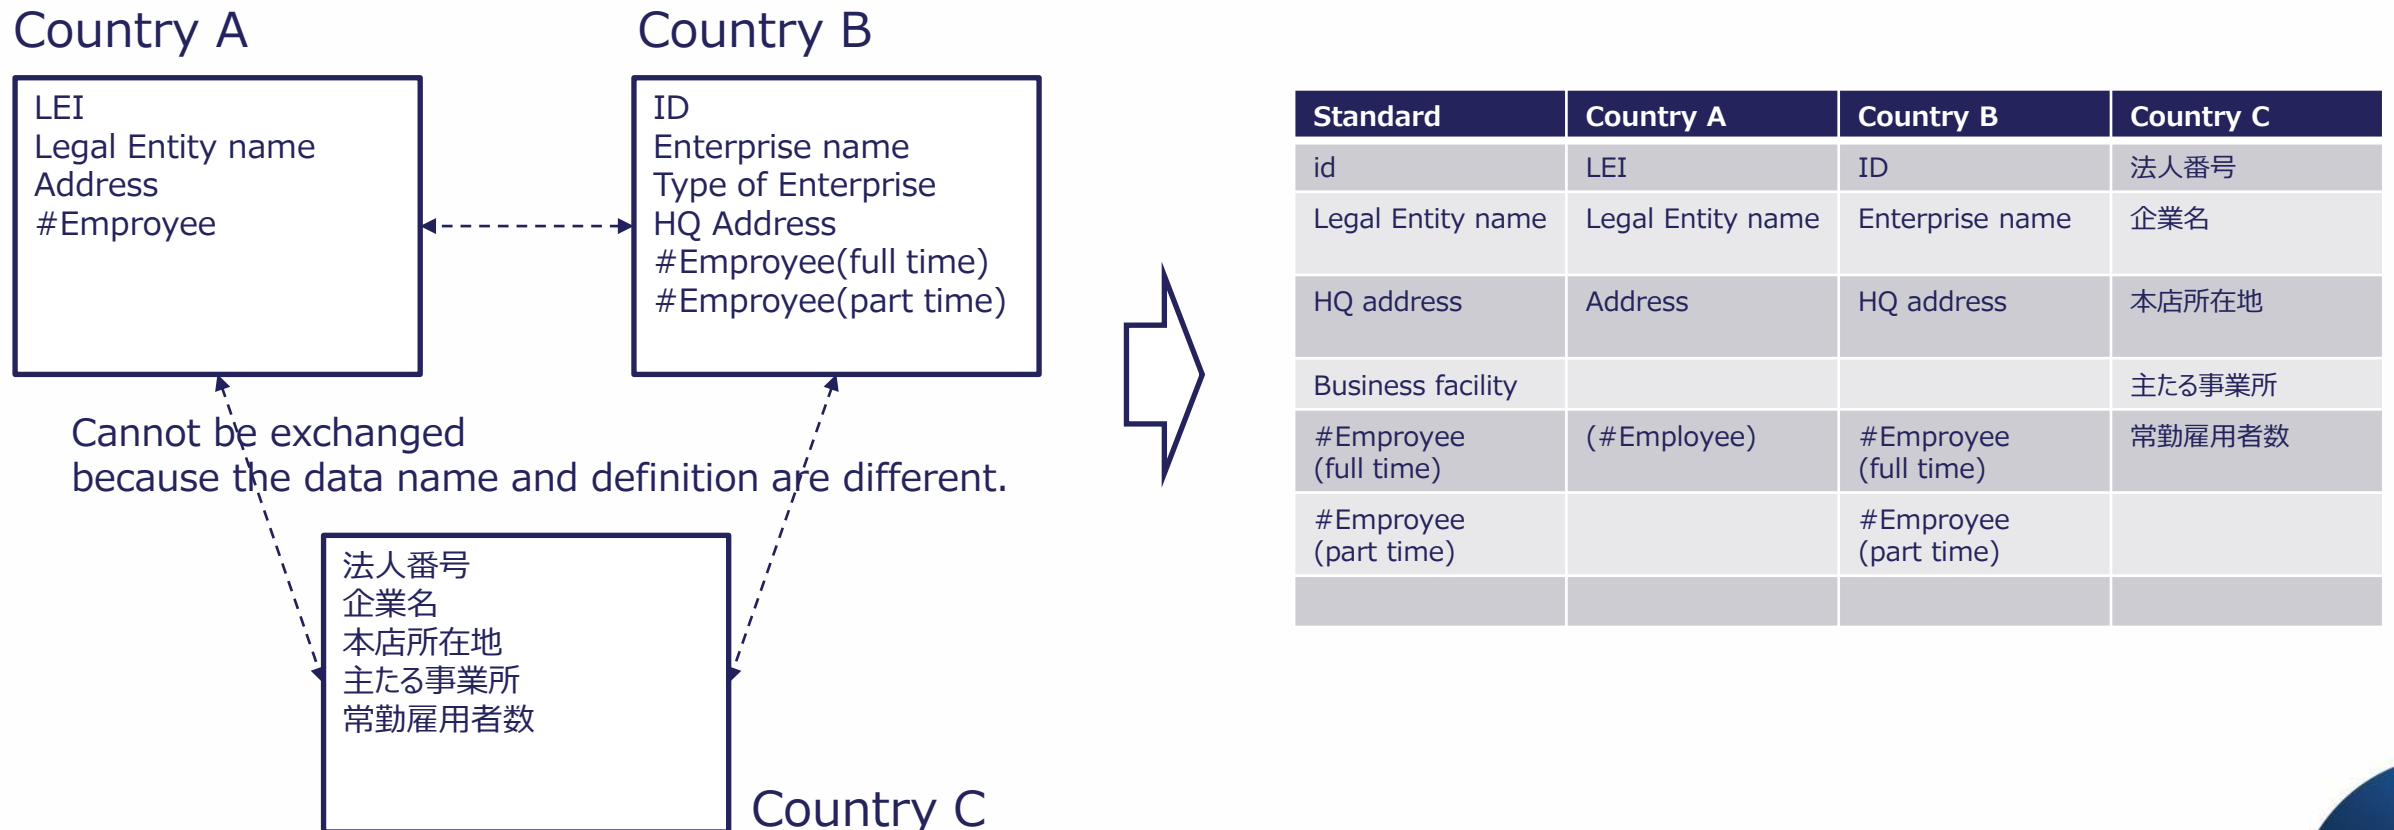 Country A
LEI
Legal Entity name
Address
#Emproyee
Country B
ID
Enterprise name
Type of Enterprise
HQ Address
#Emproyee(full time)
#Emproyee(part time)
Cannot be exchanged
because the data name and definition are different.
法人番号
企業名
本店所在地
主たる事業所
常勤雇用者数
Country C
Standard Country A Country B Country C
id LEI ID 法人番号
Legal Entity name Legal Entity name Enterprise name 企業名
HQ address Address HQ address 本店所在地
Business facility 主たる事業所
#Emproyee (#Employee) #Emproyee 常勤雇用者数
(full time) (full time)
#Emproyee #Emproyee
(part time) (part time)